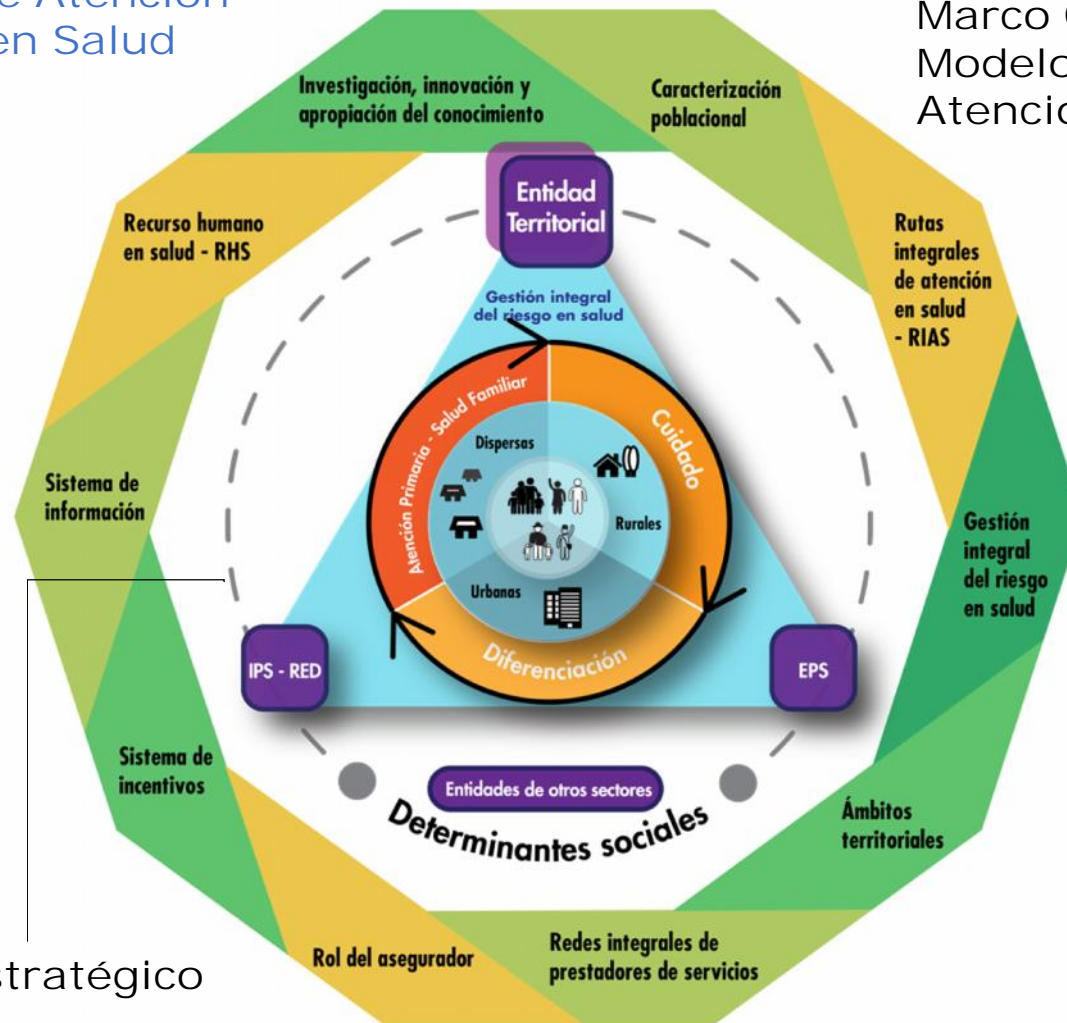 de Atención
en Salud
Marco
Modelo
Atención
Investigación, innovación y
apropiación del conocimiento
Caracterización
poblacional
Recurso humano
en salud - RHS
Entidad
Territorial
Rutas
integrales
de atención
en salud
- RIAS
Gestión integral
del riesgo en salud
Atención Primaria - Salud Familiar
Cuidado
Dispersas
Rurales
Urbanas
Diferenciación
Sistema de
información
Gestión
integral
del riesgo
en salud
IPS - RED
EPS
Sistema de
incentivos
Entidades de otros sectores
Determinantes sociales
Ámbitos
territoriales
Rol del asegurador
Redes integrales de
prestadores de servicios
stratégico